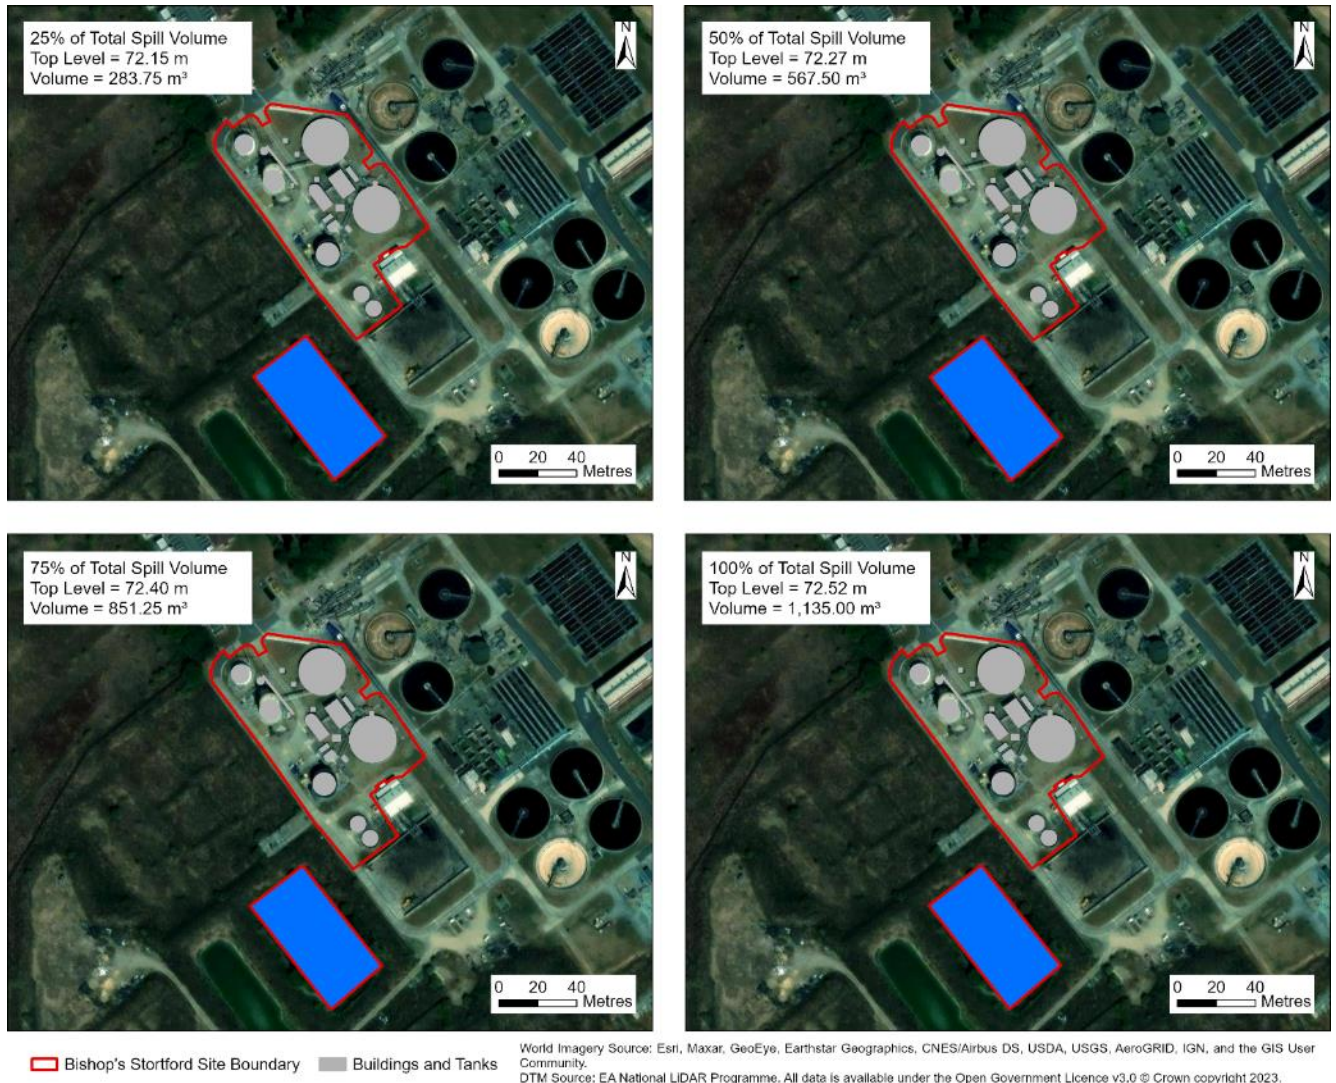 25% of Total Spill Volume
Top Level = 72.15 m
Volume = 283.75 m³
N
0 20 40
Metres
50% of Total Spill Volume
Top Level = 72.27 m
Volume = 567.50 m³
N
0 20 40
Metres
75% of Total Spill Volume
Top Level = 72.40 m
Volume = 851.25 m³
N
0 20 40
Metres
100% of Total Spill Volume
Top Level = 72.52 m
Volume = 1,135.00 m³
N
0 20 40
Metres
Bishop's Stortford Site Boundary
Buildings and Tanks
World Imagery Source: Esri, Maxar, GeoEye, Earthstar Geographics, CNES/Airbus DS, USDA, USGS, AeroGRID, IGN, and the GIS User
Community.
DTM Source: EA National LiDAR Programme. All data is available under the Open Government Licence v3.0 © Crown copyright 2023.